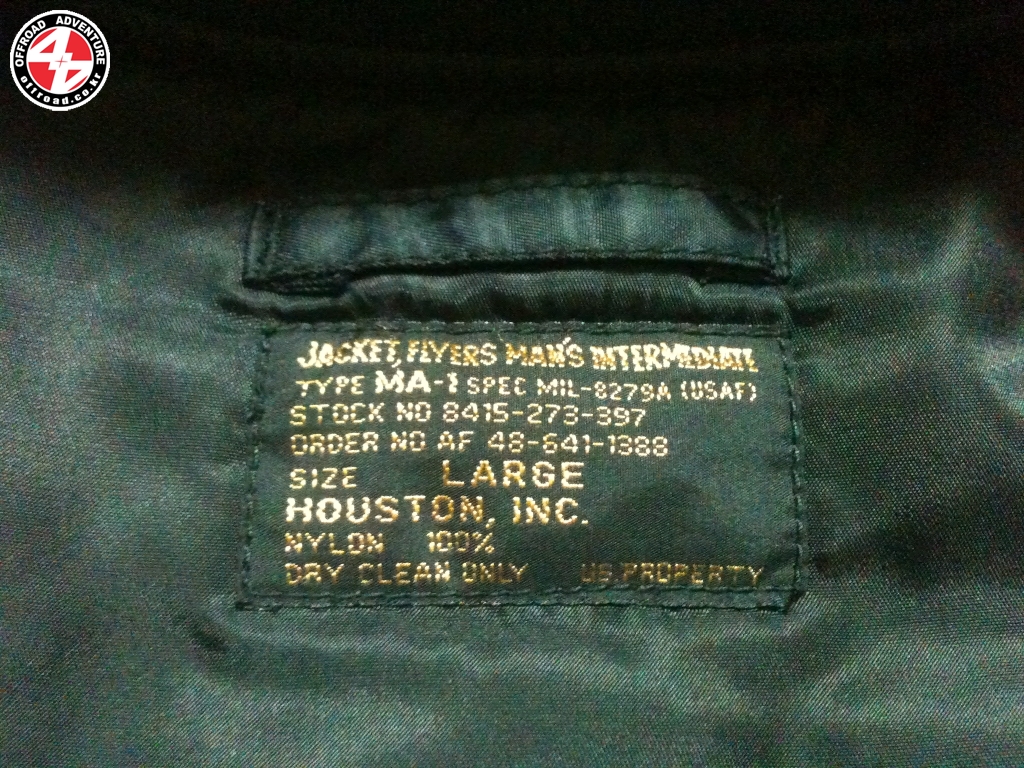 OFFROAD ADVENTURE
4x4
offroad.co.kr
JACKET, FLYERS MAN'S INTERMEDIATE
TYPE MA-1 SPEC MIL-8279A (USAF)
STOCK NO 8415-273-397
ORDER NO AF 48-641-1388
SIZE LARGE
HOUSTON, INC.
NYLON 100%
DRY CLEAN ONLY US PROPERTY